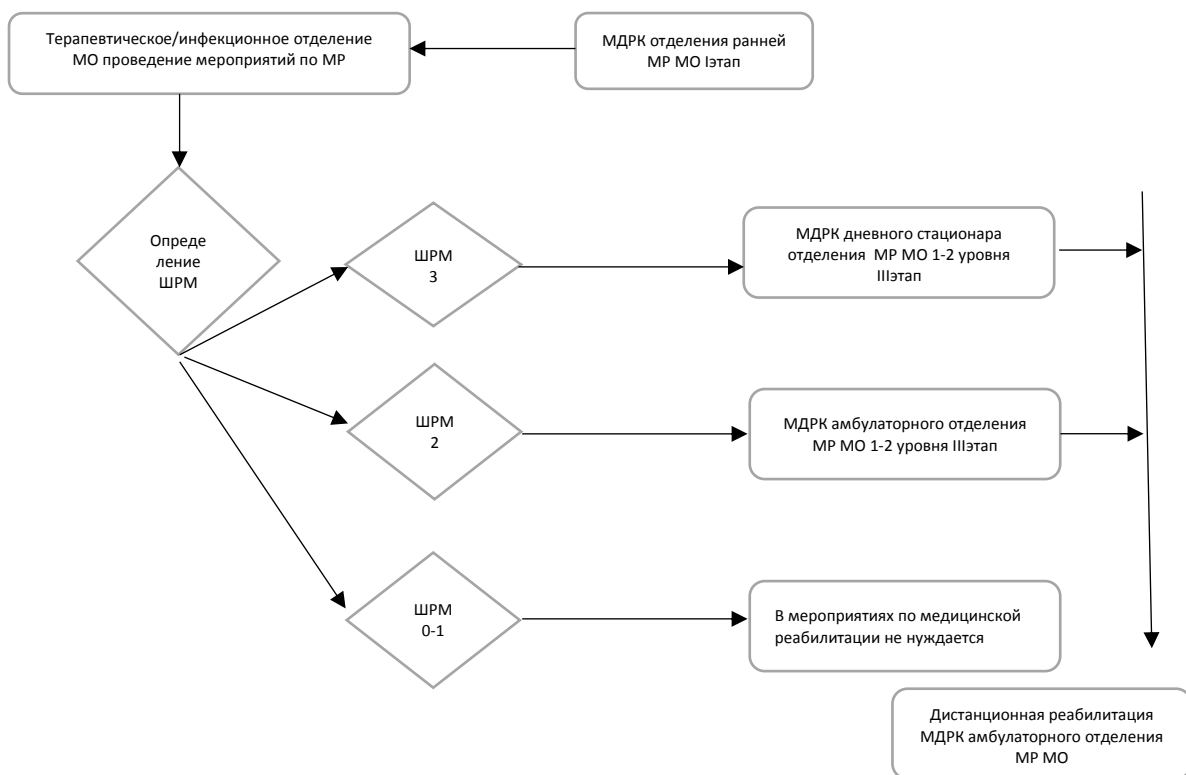 Терапевтическое/инфекционное отделение
МО проведение мероприятий по МР
МДРК отделения ранней
МР МО Iэтап
Опреде
ление
ШРМ
ШРМ
3
МДРК дневного стационара
отделения МР МО 1-2 уровня
IIIэтап
ШРМ
2
МДРК амбулаторного отделения
МР МО 1-2 уровня IIIэтап
ШРМ
0-1
В мероприятиях по медицинской
реабилитации не нуждается
Дистанционная реабилитация
МДРК амбулаторного отделения
МР МО